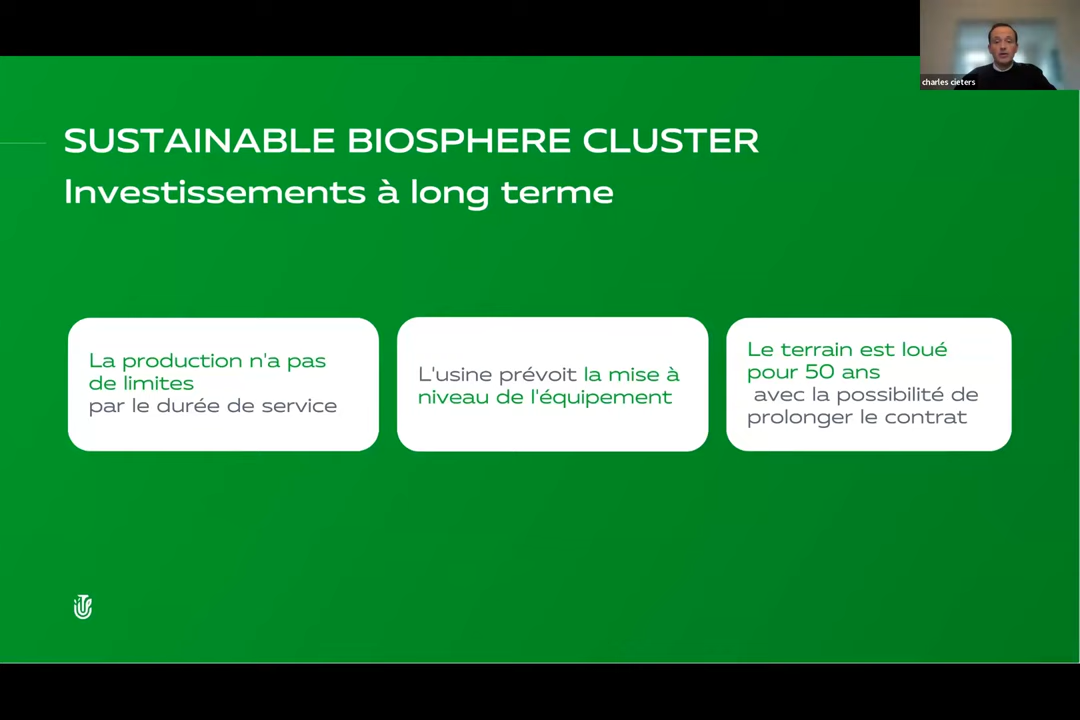 charles cieters
SUSTAINABLE BIOSPHERE CLUSTER
Investissements à long terme
La production n'a pas
de limites
par le durée de service
L'usine prévoit la mise à
niveau de l'équipement
Le terrain est loué
pour 50 ans
avec la possibilité de
prolonger le contrat